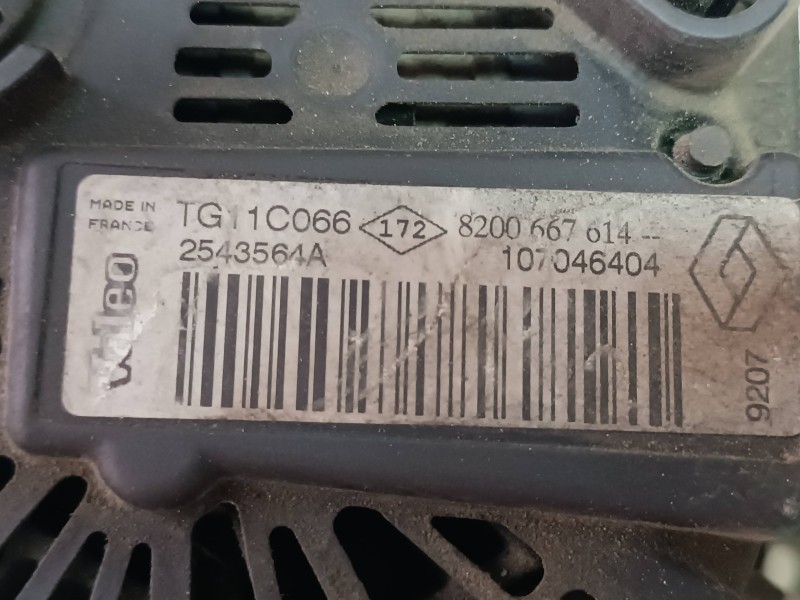 MADE IN
FRANCE
TG11C066 172 8200 667 614 --
2543564A 107046404
Valeo
9207